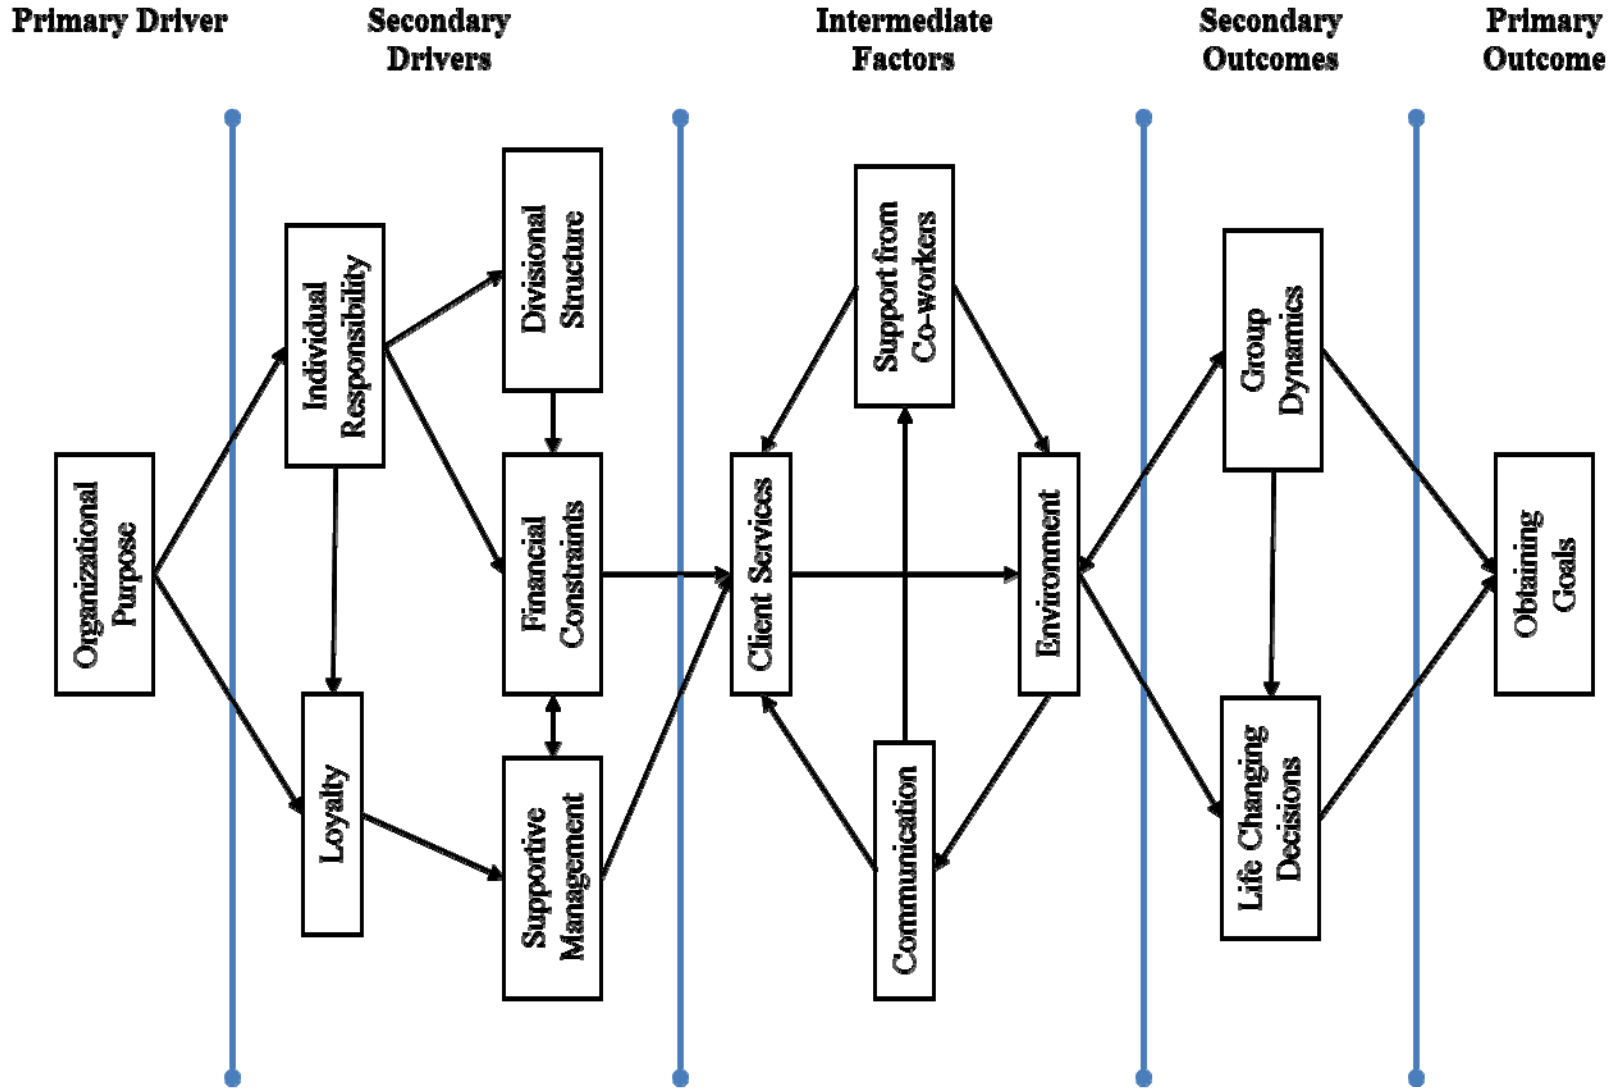 Primary Driver
Secondary
Drivers
Intermediate
Factors
Secondary
Outcomes
Primary
Outcome
Organizational
Purpose
Individual
Responsibility
Loyalty
Divisional
Structure
Financial
Constraints
Supportive
Management
Client Services
Support from
Co-workers
Communication
Environment
Group
Dynamics
Life Changing
Decisions
Obtaining
Goals